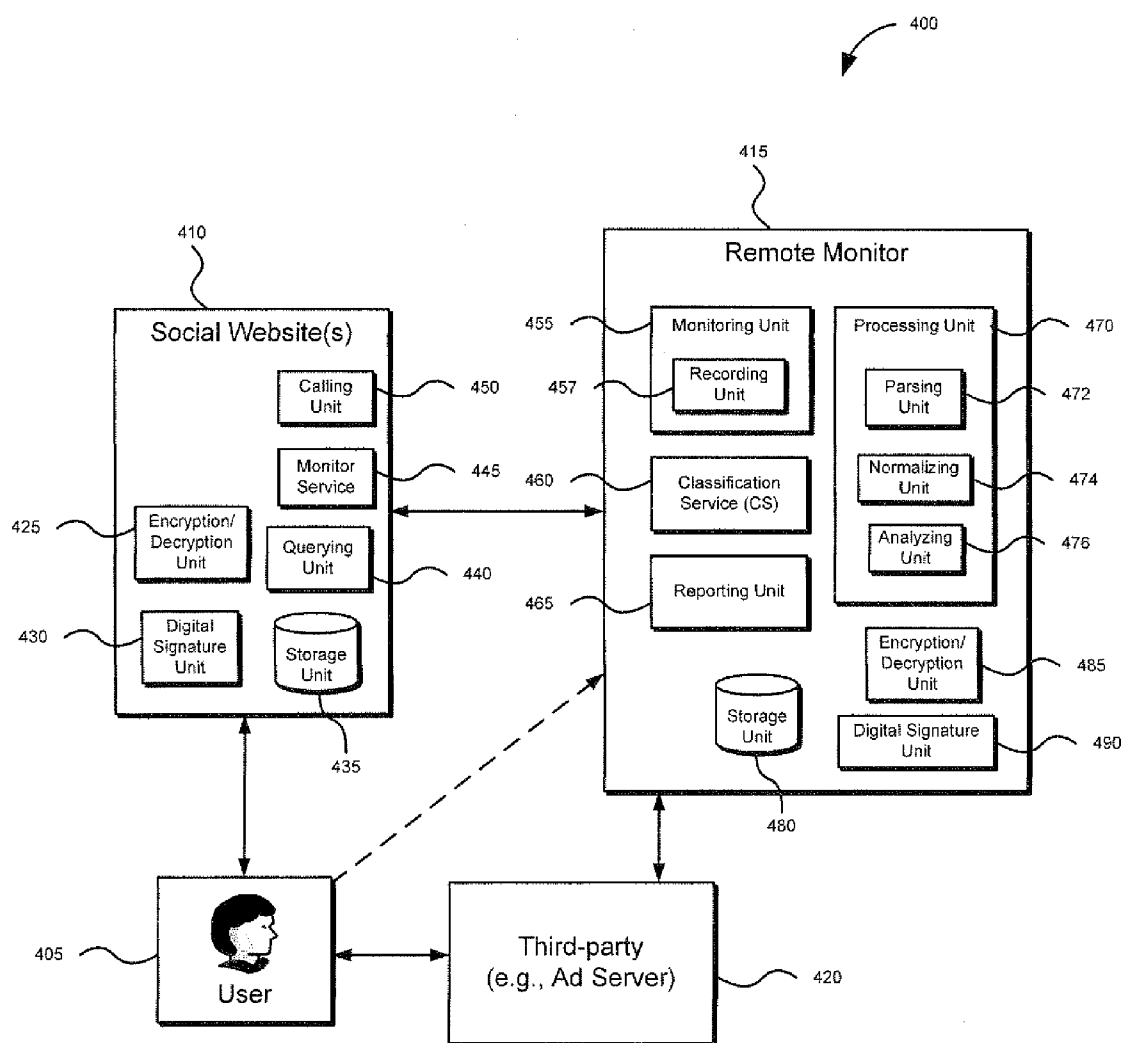 400
415
410
Remote Monitor
Social Website(s)
455
Monitoring Unit
Processing Unit
470
Calling
Unit
450
457
Recording
Unit
Parsing
Unit
472
Monitor
Service
445
460
Classification
Service (CS)
Normalizing
Unit
474
425
Encryption/
Decryption
Unit
Querying
Unit
440
Analyzing
Unit
476
465
Reporting Unit
430
Digital
Signature
Unit
Storage
Unit
435
Encryption/
Decryption
Unit
485
Storage
Unit
480
Digital Signature
Unit
490
405
User
Third-party
(e.g., Ad Server)
420